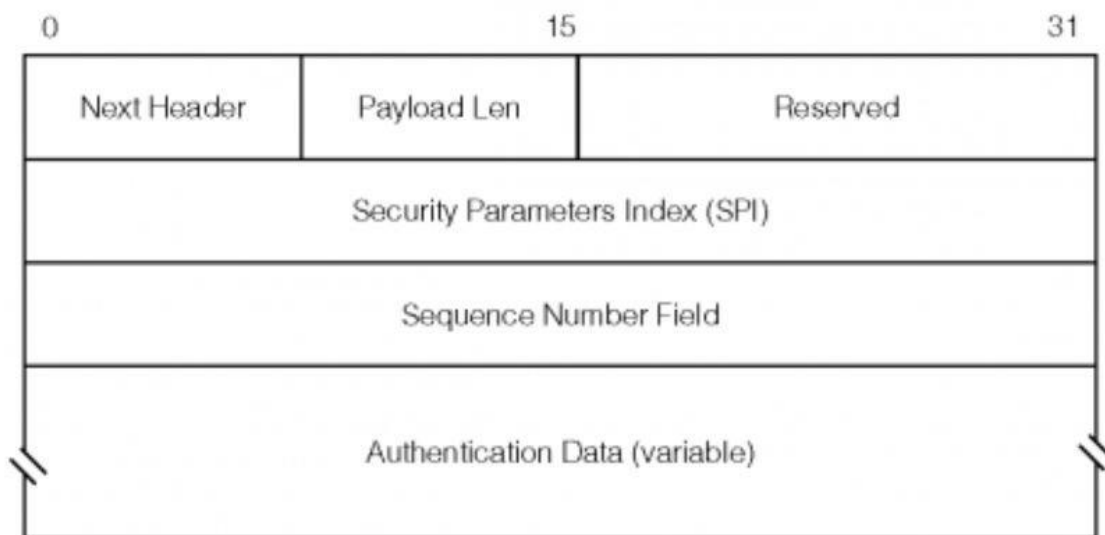 0 15 31
Next Header Payload Len Reserved
Security Parameters Index (SPI)
Sequence Number Field
Authentication Data (variable)